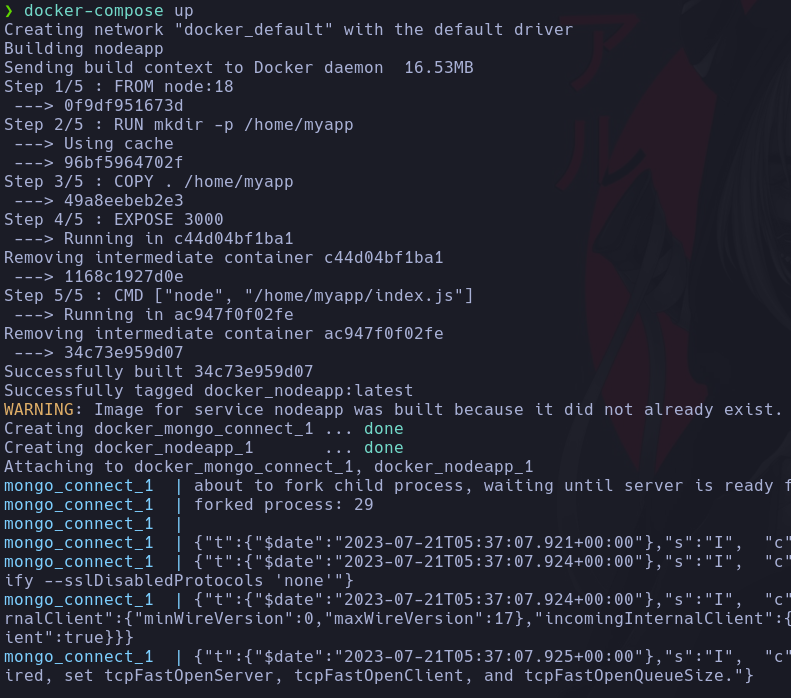 ❯ docker-compose up
Creating network "docker_default" with the default driver
Building nodeapp
Sending build context to Docker daemon  16.53MB
Step 1/5 : FROM node:18
 ---> 0f9df951673d
Step 2/5 : RUN mkdir -p /home/myapp
 ---> Using cache
 ---> 96bf5964702f
Step 3/5 : COPY . /home/myapp
 ---> 49a8eebeb2e3
Step 4/5 : EXPOSE 3000
 ---> Running in c44d04bf1ba1
Removing intermediate container c44d04bf1ba1
 ---> 1168c1927d0e
Step 5/5 : CMD ["node", "/home/myapp/index.js"]
 ---> Running in ac947f0f02fe
Removing intermediate container ac947f0f02fe
 ---> 34c73e959d07
Successfully built 34c73e959d07
Successfully tagged docker_nodeapp:latest
WARNING: Image for service nodeapp was built because it did not already exist.
Creating docker_mongo_connect_1 ... done
Creating docker_nodeapp_1       ... done
Attaching to docker_mongo_connect_1, docker_nodeapp_1
mongo_connect_1  | about to fork child process, waiting until server is ready f
mongo_connect_1  | forked process: 29
mongo_connect_1  |
mongo_connect_1  | {"t":{"$date":"2023-07-21T05:37:07.921+00:00"},"s":"I",  "c"
mongo_connect_1  | {"t":{"$date":"2023-07-21T05:37:07.924+00:00"},"s":"I",  "c"
ify --sslDisabledProtocols 'none'"}
mongo_connect_1  | {"t":{"$date":"2023-07-21T05:37:07.924+00:00"},"s":"I",  "c"
rnalClient":{"minWireVersion":0,"maxWireVersion":17},"incomingInternalClient":{
ient":true}}}
mongo_connect_1  | {"t":{"$date":"2023-07-21T05:37:07.925+00:00"},"s":"I",  "c"
ired, set tcpFastOpenServer, tcpFastOpenClient, and tcpFastOpenQueueSize."}